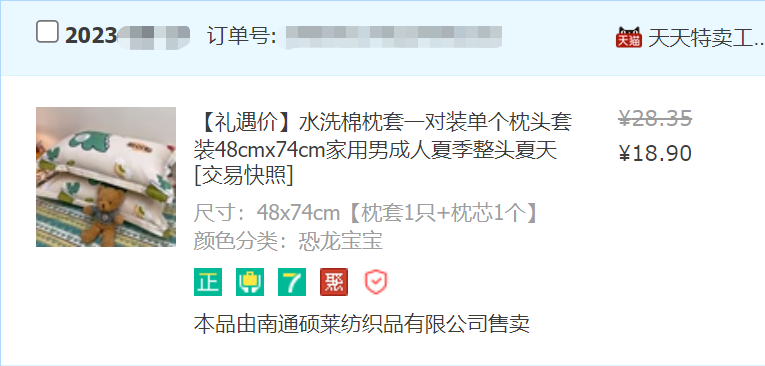 2023
订单号:
天猫
天天特卖工...
【礼遇价】水洗棉枕套一对装单个枕头套
装48cmx74cm家用男成人夏季整头夏天
[交易快照]
¥28.35
¥18.90
尺寸：48x74cm【枕套1只+枕芯1个】
颜色分类：恐龙宝宝
正
7
聚
本品由南通硕莱纺织品有限公司售卖